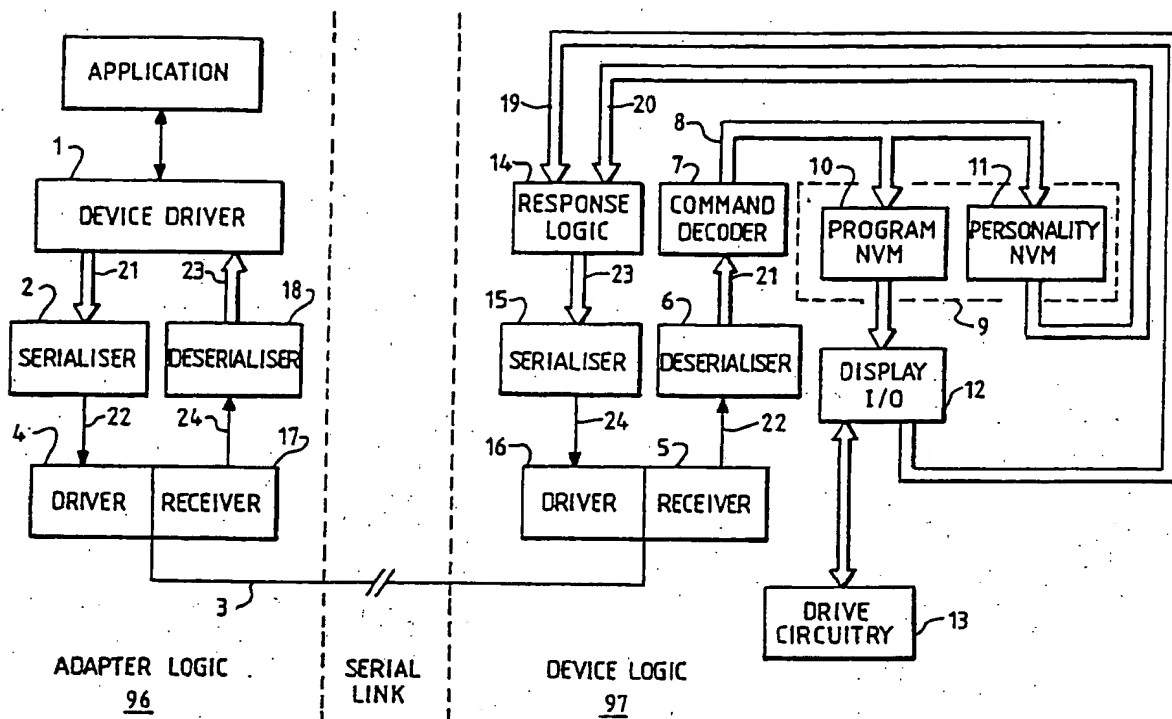 APPLICATION
1
DEVICE DRIVER
21
23
2
18
SERIALISER
DESERIALISER
22
24
4
17
DRIVER
RECEIVER
3
ADAPTER LOGIC
96
SERIAL
LINK
19
20
8
14
7
10
11
RESPONSE
LOGIC
COMMAND
DECODER
PROGRAM
NVM
PERSONALITY
NVM
23
21
9
15
6
SERIALISER
DESERIALISER
DISPLAY
I/O
12
24
22
16
5
DRIVER
RECEIVER
DRIVE
CIRCUITRY
13
DEVICE LOGIC
97